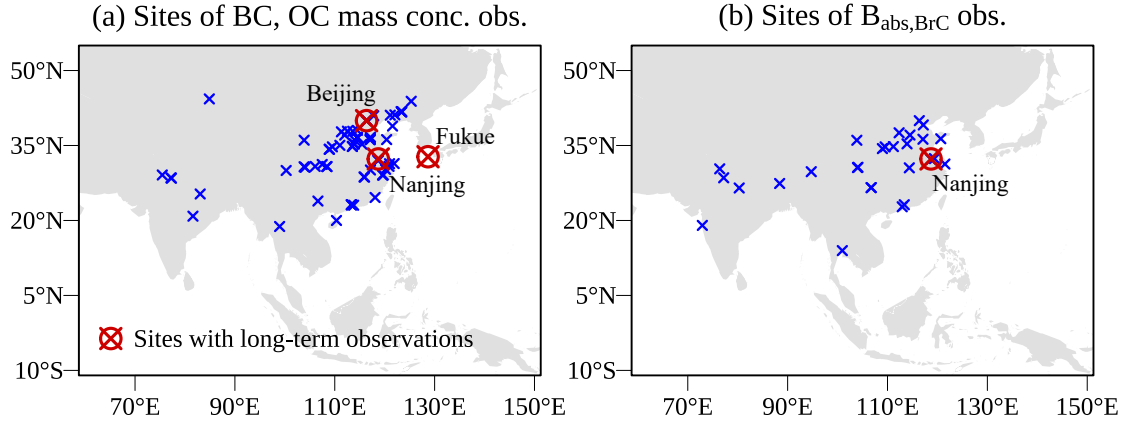 (a) Sites of BC, OC mass conc. obs.
50°N
35°N
20°N
5°N
10°S
Beijing
Fukue
Nanjing
Sites with long-term observations
70°E 90°E 110°E 130°E 150°E
(b) Sites of Babs,BrC obs.
50°N
35°N
20°N
5°N
10°S
Nanjing
70°E 90°E 110°E 130°E 150°E